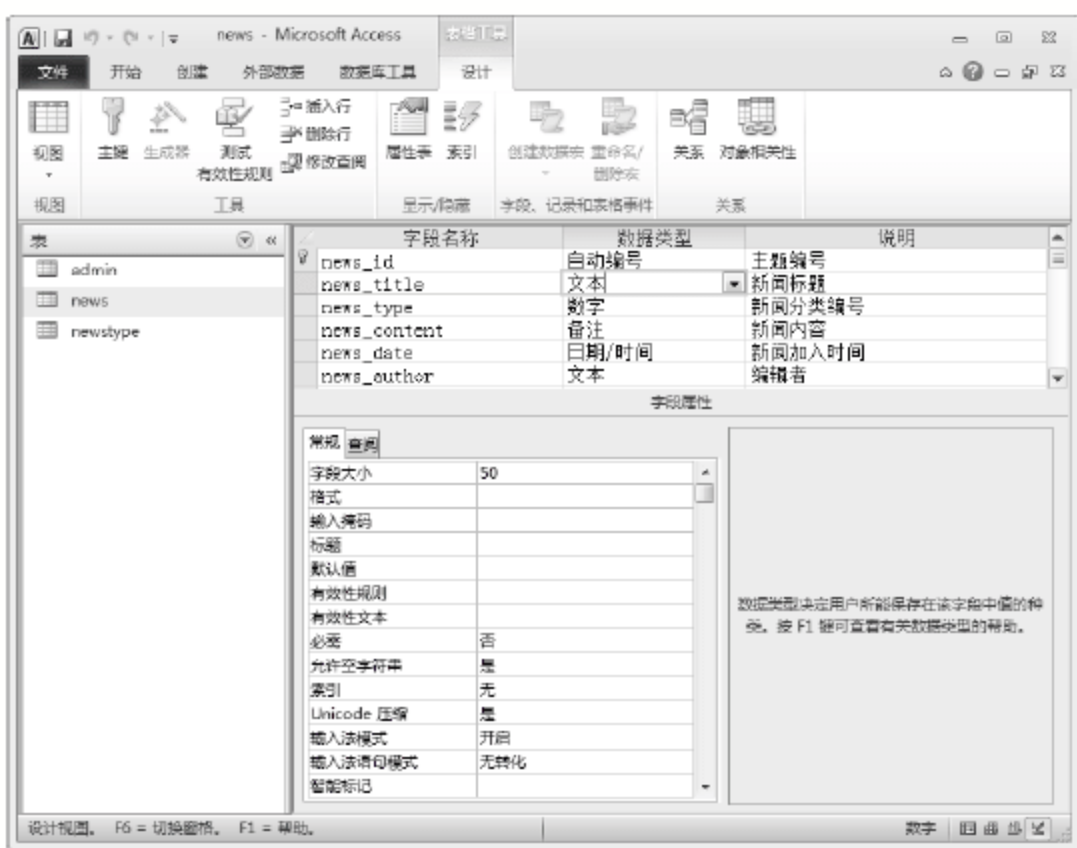 news - Microsoft Access 表格工具
文件 开始 创建 外部数据 数据库工具 设计
视图 主键 生成器 测试 有效性规则 插入行 删除行 修改查阅 属性表 索引 创建数据宏 重命名/ 删除宏 关系 对象相关性
视图 工具 显示/隐藏 字段、记录和表格事件 关系
表
admin
news
newstype
字段名称 数据类型 说明
news_id 自动编号 主题编号
news_title 文本 新闻标题
news_type 数字 新闻分类编号
news_content 备注 新闻内容
news_date 日期/时间 新闻加入时间
news_author 文本 编辑者
字段属性
常规 查阅
字段大小 50
格式
输入掩码
标题
默认值
有效性规则
有效性文本
必需 否
允许空字符串 是
索引 无
Unicode 压缩 是
输入法模式 开启
输入法语句模式 无转化
智能标记
数据类型决定用户所能保存在该字段中值的种
类。按 F1 键可查看有关数据类型的帮助。
设计视图。 F6 = 切换窗格。 F1 = 帮助。 数字